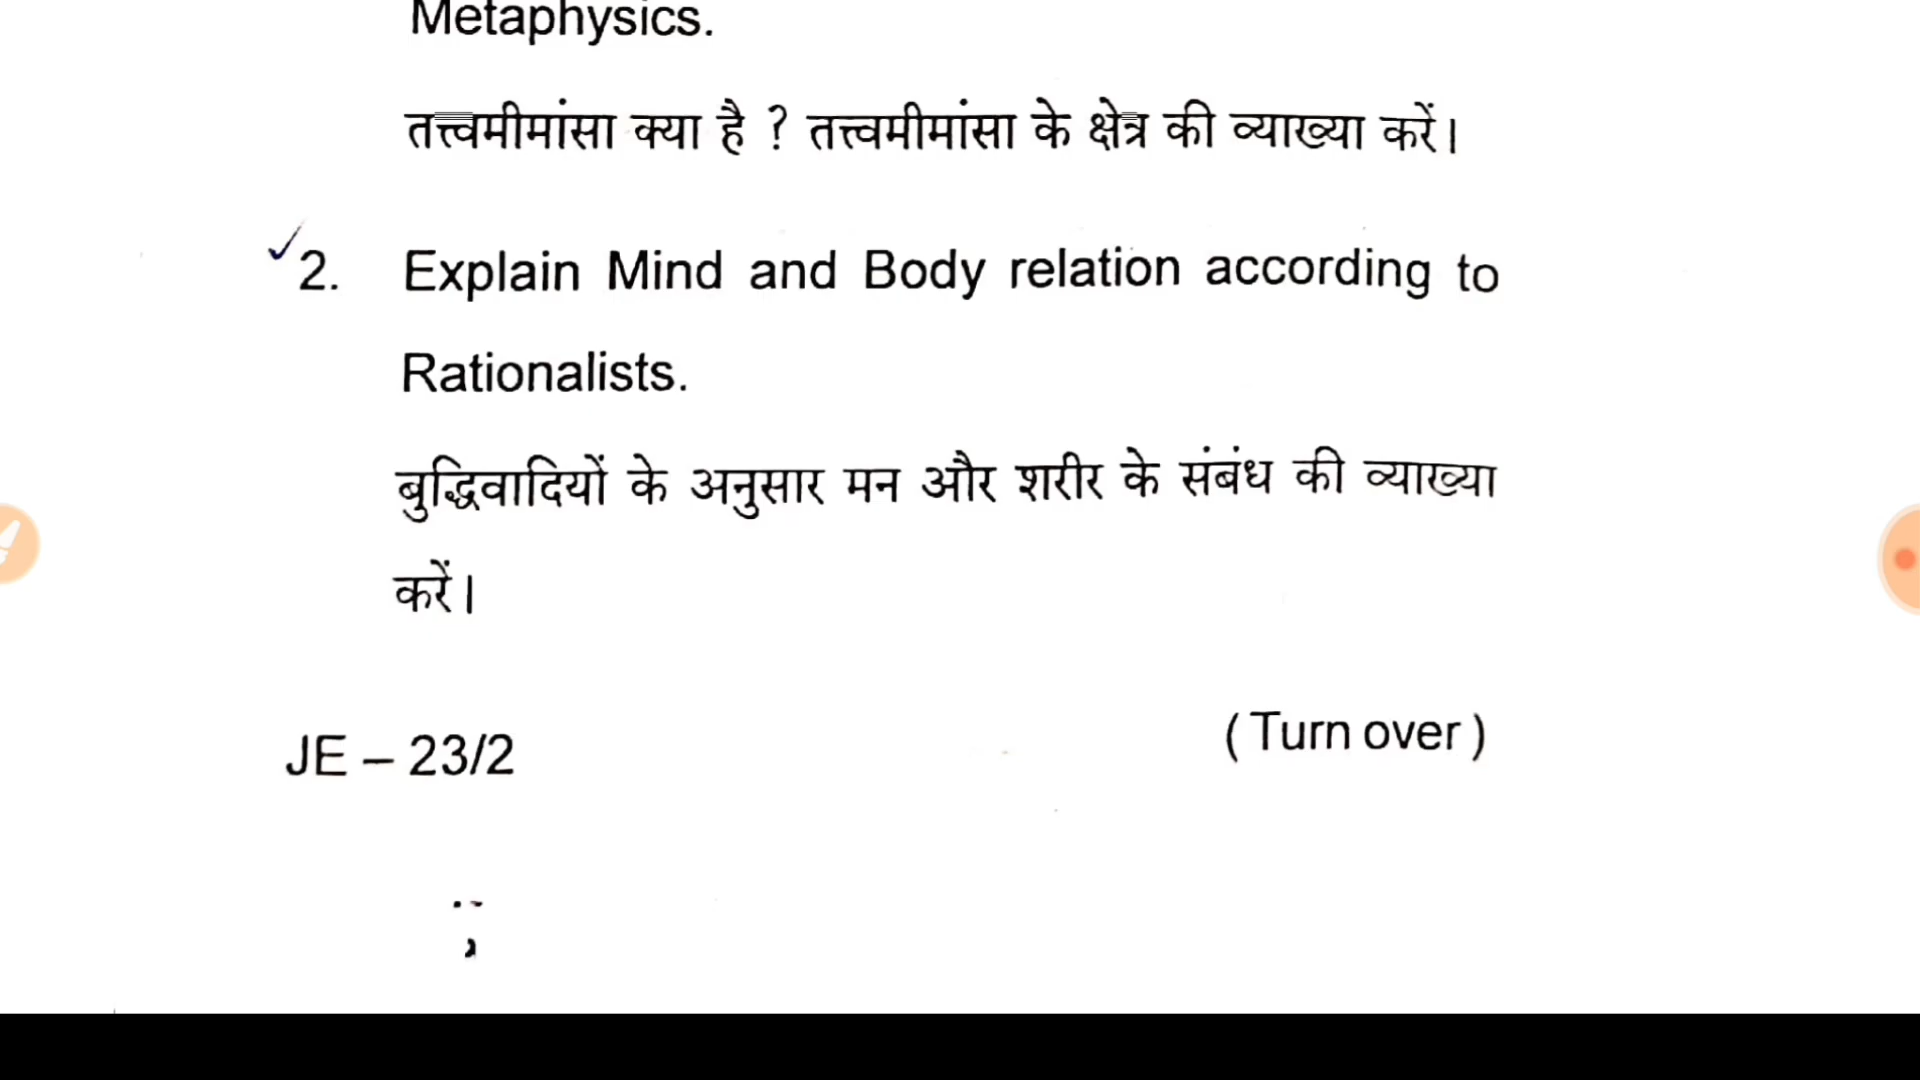 Metaphysics.
तत्त्वमीमांसा क्या है ? तत्त्वमीमांसा के क्षेत्र की व्याख्या करें।
2. Explain Mind and Body relation according to
Rationalists.
बुद्धिवादियों के अनुसार मन और शरीर के संबंध की व्याख्या
करें।
JE – 23/2
(Turn over)